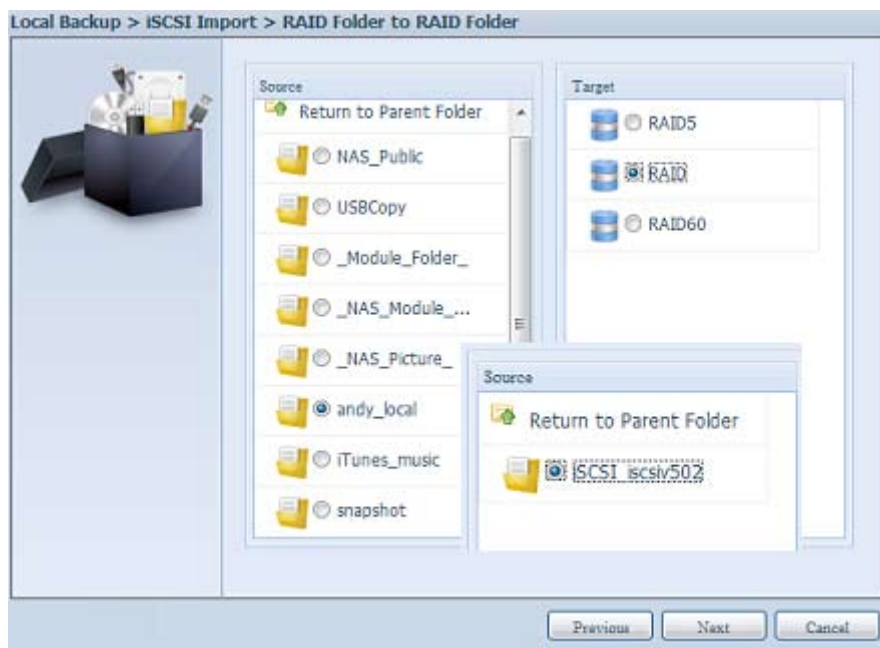 Local Backup > iSCSI Import > RAID Folder to RAID Folder
Source
Return to Parent Folder
NAS_Public
USBCopy
_Module_Folder_
_NAS_Module_...
_NAS_Picture_
andy_local
iTunes_music
snapshot
Target
RAID5
RAID
RAID60
Source
Return to Parent Folder
iSCSI_iscsiv502
Previous
Next
Cancel